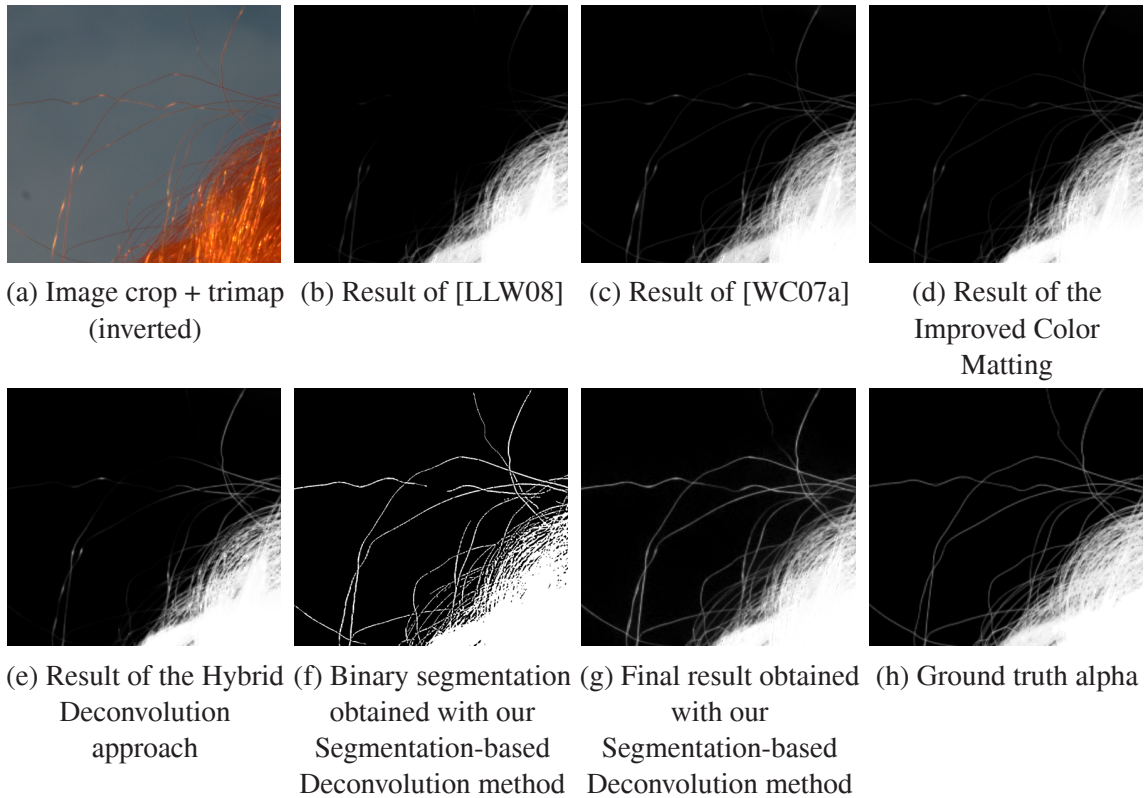 (a) Image crop + trimap
(inverted)
(b) Result of [LLW08]
(c) Result of [WC07a]
(d) Result of the
Improved Color
Matting
(e) Result of the Hybrid
Deconvolution
approach
(f) Binary segmentation
obtained with our
Segmentation-based
Deconvolution method
(g) Final result obtained
with our
Segmentation-based
Deconvolution method
(h) Ground truth alpha